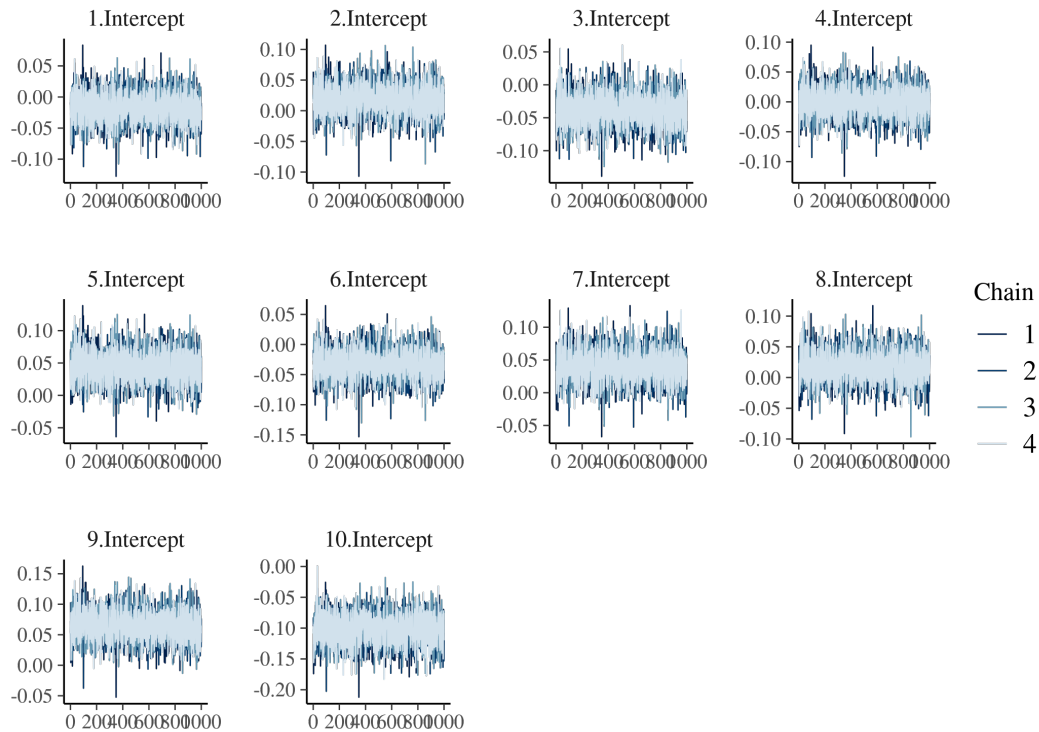 1.Intercept 2.Intercept 3.Intercept 4.Intercept
0.05 0.00 -0.05 -0.10
0.10 0.05 0.00 -0.05 -0.10
0.05 0.00 -0.05 -0.10
0.10 0.05 0.00 -0.05 -0.10
0 200 400 600 800 1000 0 200 400 600 800 1000 0 200 400 600 800 1000 0 200 400 600 800 1000
5.Intercept 6.Intercept 7.Intercept 8.Intercept
0.10 0.05 0.00 -0.05
0.05 0.00 -0.05 -0.10 -0.15
0.10 0.05 0.00 -0.05
0.10 0.05 0.00 -0.05 -0.10
0 200 400 600 800 1000 0 200 400 600 800 1000 0 200 400 600 800 1000 0 200 400 600 800 1000
Chain
1
2
3
4
9.Intercept 10.Intercept
0.15 0.10 0.05 0.00 -0.05
0.00 -0.05 -0.10 -0.15 -0.20
0 200 400 600 800 1000 0 200 400 600 800 1000